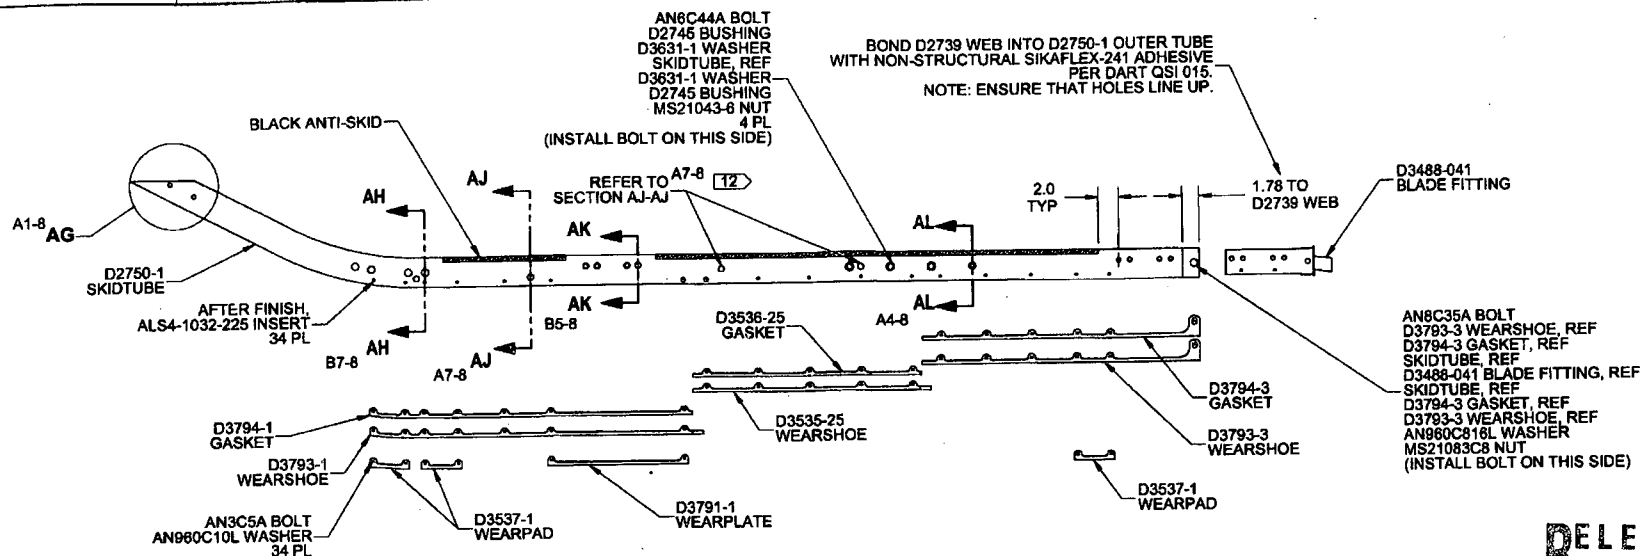 AN6C44A BOLT
D2745 BUSHING
D3631-1 WASHER
SKIDTUBE, REF
D3631-1 WASHER
D2745 BUSHING
MS21043-6 NUT
4 PL
(INSTALL BOLT ON THIS SIDE)
BOND D2739 WEB INTO D2750-1 OUTER TUBE
WITH NON-STRUCTURAL SIKAFLEX-241 ADHESIVE
PER DART QSI 015.
NOTE: ENSURE THAT HOLES LINE UP.
BLACK ANTI-SKID
REFER TO A7-8 12
SECTION AJ-AJ
2.0
TYP
1.78 TO
D2739 WEB
D3488-041
BLADE FITTING
A1-8 AG
AH
AJ
AK
AL
D2750-1
SKIDTUBE
AFTER FINISH,
ALS4-1032-225 INSERT
34 PL
AH
B7-8
AJ
A7-8
AK
B5-8
AL
A4-8
D3536-25
GASKET
D3535-25
WEARSHOE
D3794-3
GASKET
D3793-3
WEARSHOE
D3537-1
WEARPAD
AN8C35A BOLT
D3793-3 WEARSHOE, REF
D3794-3 GASKET, REF
SKIDTUBE, REF
D3488-041 BLADE FITTING, REF
SKIDTUBE, REF
D3794-3 GASKET, REF
D3793-3 WEARSHOE, REF
AN960C816L WASHER
MS21083C8 NUT
(INSTALL BOLT ON THIS SIDE)
D3794-1
GASKET
D3793-1
WEARSHOE
AN3C5A BOLT
AN960C10L WASHER
34 PL
D3537-1
WEARPAD
D3791-1
WEARPLATE
DELE